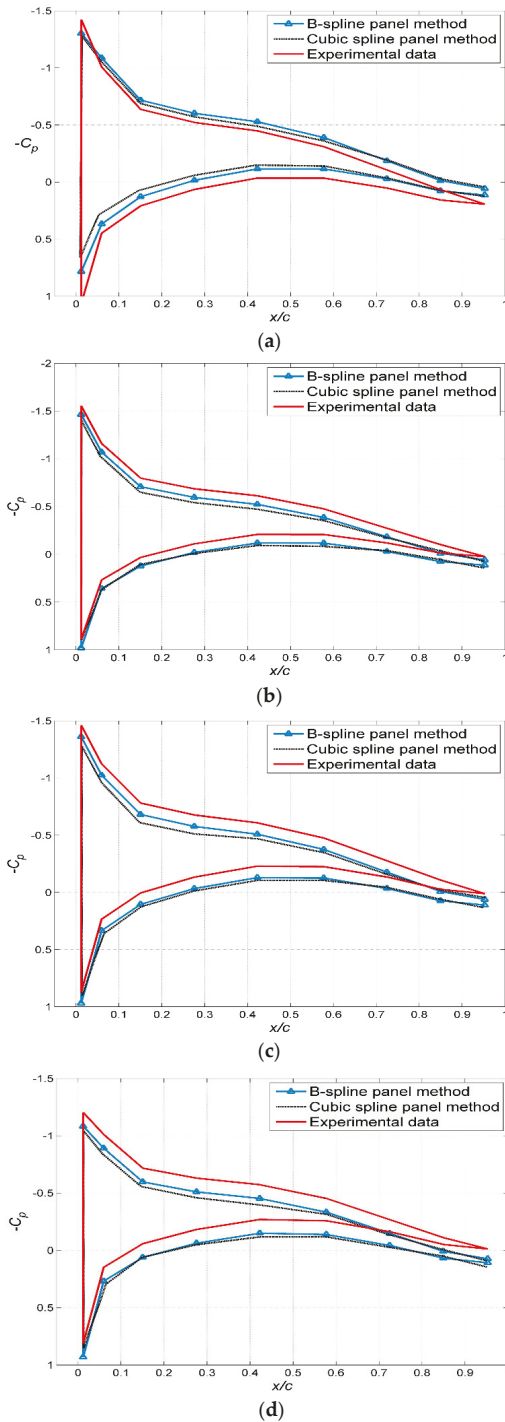 -1.5
B-spline panel method
Cubic spline panel method
Experimental data
-1
-0.5
-Cp
0
0.5
1
0 0.1 0.2 0.3 0.4 0.5 0.6 0.7 0.8 0.9 1
x/c
(a)
-2
B-spline panel method
Cubic spline panel method
Experimental data
-1.5
-1
-0.5
-Cp
0
0.5
1
0 0.1 0.2 0.3 0.4 0.5 0.6 0.7 0.8 0.9 1
x/c
(b)
-1.5
B-spline panel method
Cubic spline panel method
Experimental data
-1
-0.5
-Cp
0
0.5
1
0 0.1 0.2 0.3 0.4 0.5 0.6 0.7 0.8 0.9 1
x/c
(c)
-1.5
B-spline panel method
Cubic spline panel method
Experimental data
-1
-0.5
-Cp
0
0.5
1
0 0.1 0.2 0.3 0.4 0.5 0.6 0.7 0.8 0.9 1
x/c
(d)